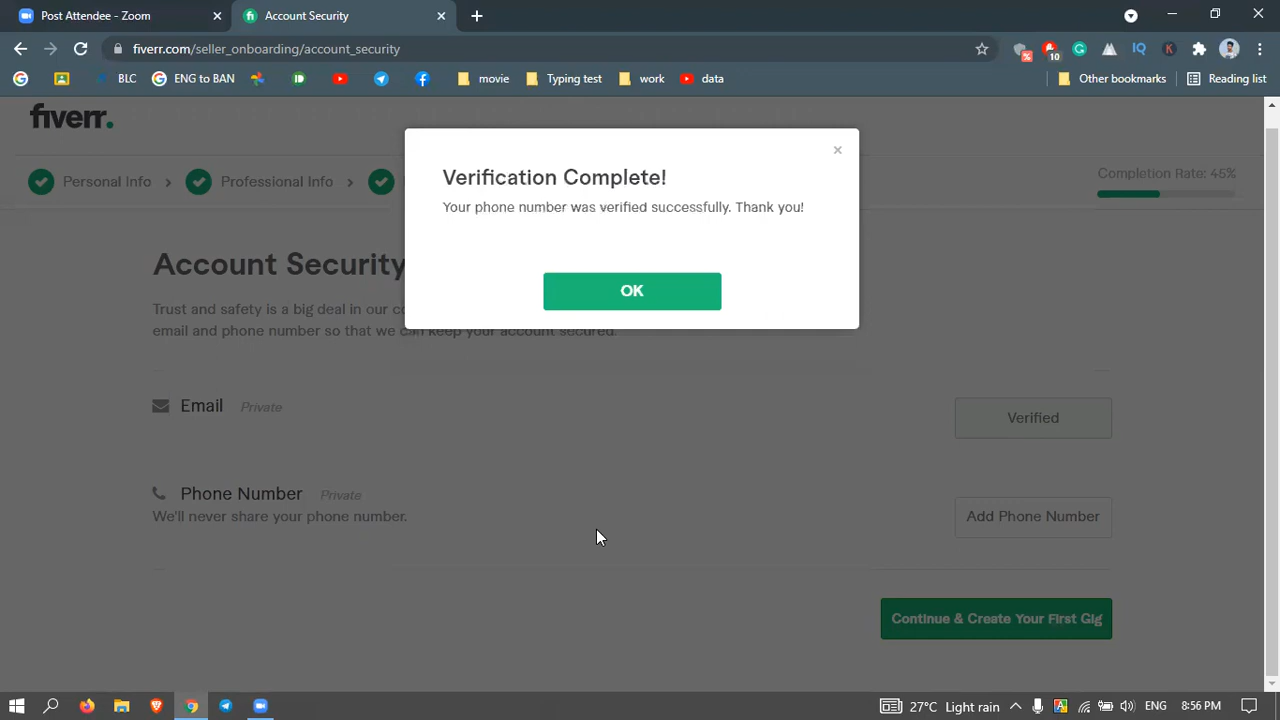 Post Attendee - Zoom
Account Security
fiverr.com/seller_onboarding/account_security
10
IQ
K
BLC
ENG to BAN
movie
Typing test
work
data
Other bookmarks
Reading list
fiverr.
Personal Info
Professional Info
Completion Rate: 45%
Verification Complete!
Your phone number was verified successfully. Thank you!
OK
Account Security
Trust and safety is a big deal in our
email and phone number so that we can keep your account secured.
Email Private
Verified
Phone Number Private
We'll never share your phone number.
Add Phone Number
Continue & Create Your First Gig
27°C Light rain
ENG
8:56 PM